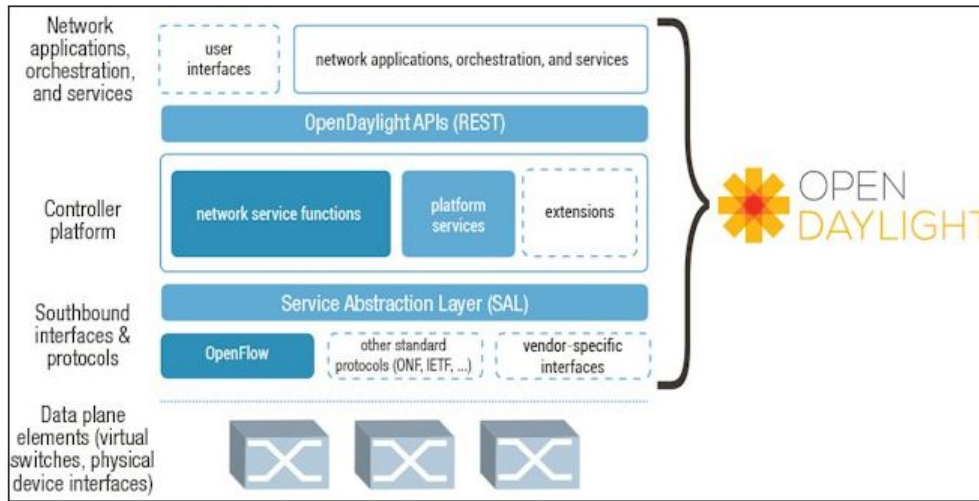 Network
applications,
orchestration,
and services
user
interfaces
network applications, orchestration, and services
OpenDaylight APIs (REST)
Controller
platform
network service functions
platform
services
extensions
Service Abstraction Layer (SAL)
Southbound
interfaces &
protocols
OpenFlow
other standard
protocols (ONF, IETF, ...)
vendor-specific
interfaces
Data plane
elements (virtual
switches, physical
device interfaces)
OPEN
DAYLIGHT